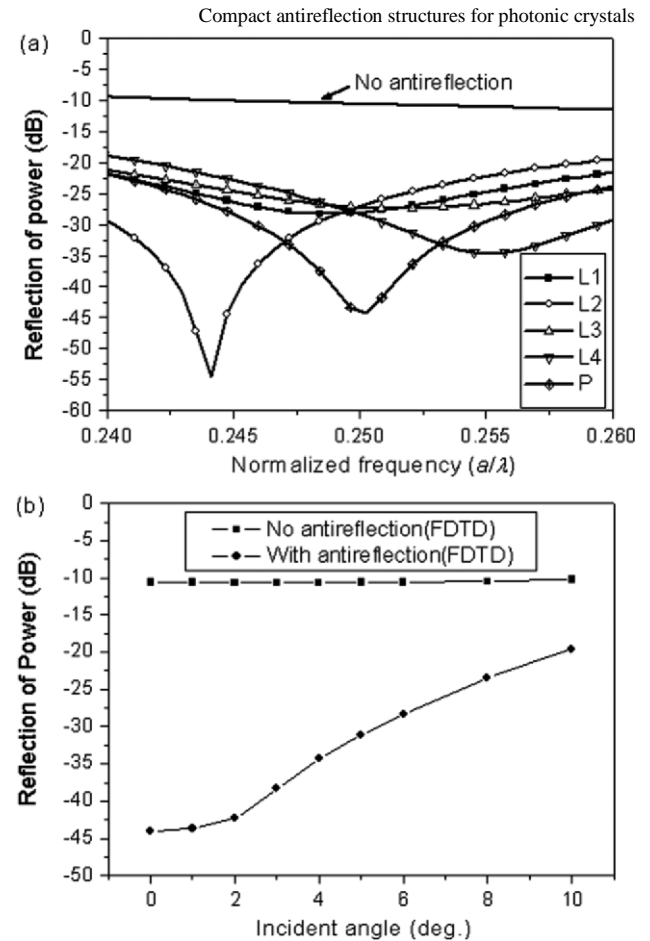 Compact antireflection structures for photonic crystals
(a)
0
-5
-10
-15
-20
-25
-30
-35
-40
-45
-50
-55
-60
Reflection of power (dB)
No antireflection
L1
L2
L3
L4
P
0.240 0.245 0.250 0.255 0.260
Normalized frequency (a/λ)
(b)
0
-5
-10
-15
-20
-25
-30
-35
-40
-45
-50
Reflection of Power (dB)
No antireflection(FDTD)
With antireflection(FDTD)
0 2 4 6 8 10
Incident angle (deg.)